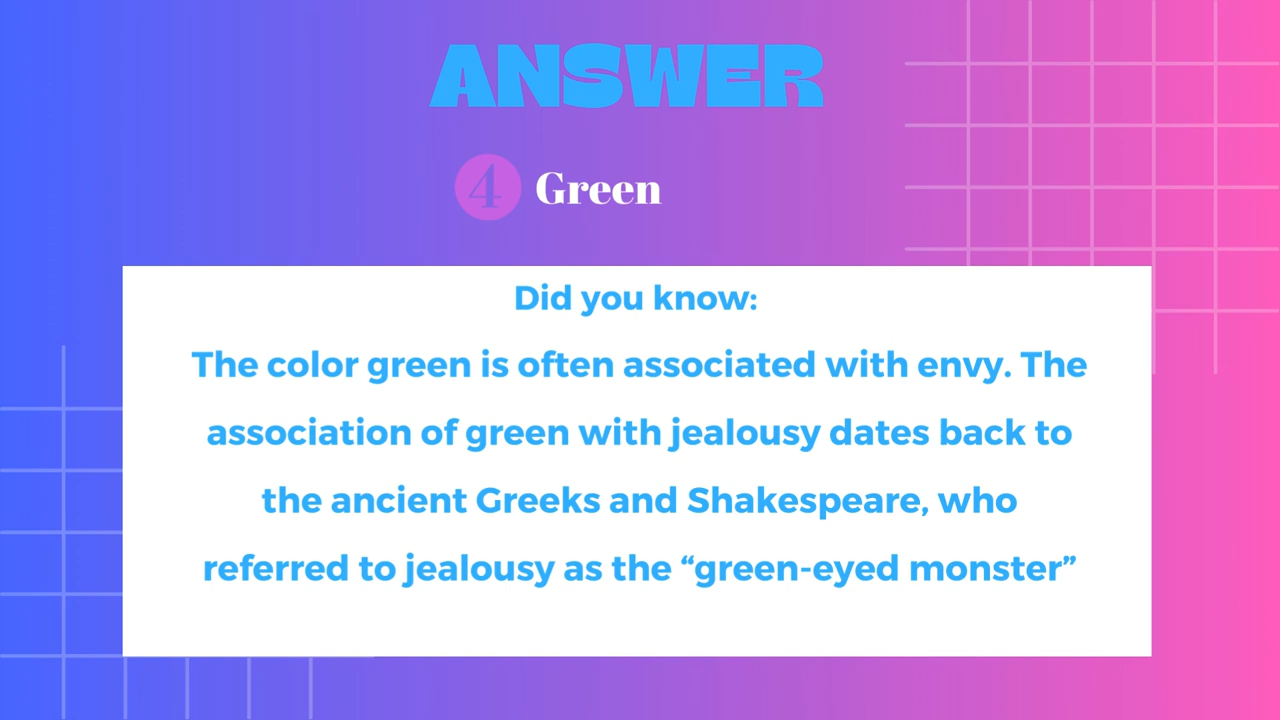 ANSWER
4 Green
Did you know:
The color green is often associated with envy. The
association of green with jealousy dates back to
the ancient Greeks and Shakespeare, who
referred to jealousy as the “green-eyed monster”